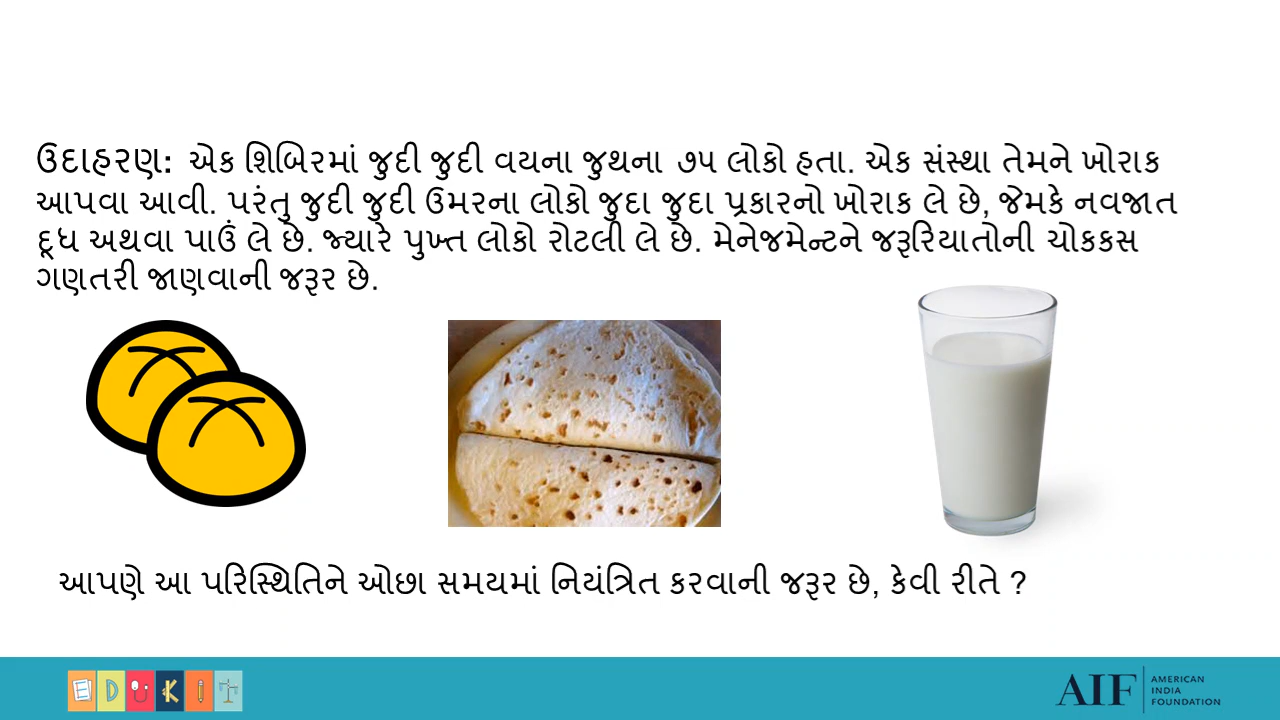 ઉદાહરણ: એક શિબિરમાં જુદી જુદી વયના જુથના ૭૫ લોકો હતા. એક સંસ્થા તેમને ખોરાક
આપવા આવી. પરંતુ જુદી જુદી ઉમરના લોકો જુદા જુદા પ્રકારનો ખોરાક લે છે, જેમકે નવજાત
દૂધ અથવા પાઉં લે છે. જ્યારે પુખ્ત લોકો રોટલી લે છે. મેનેજમેન્ટને જરૂરિયાતોની ચોકકસ
ગણતરી જાણવાની જરૂર છે.
આપણે આ પરિસ્થિતિને ઓછા સમયમાં નિયંત્રિત કરવાની જરૂર છે, કેવી રીતે ?
EDUKIT
AIF AMERICAN
INDIA
FOUNDATION